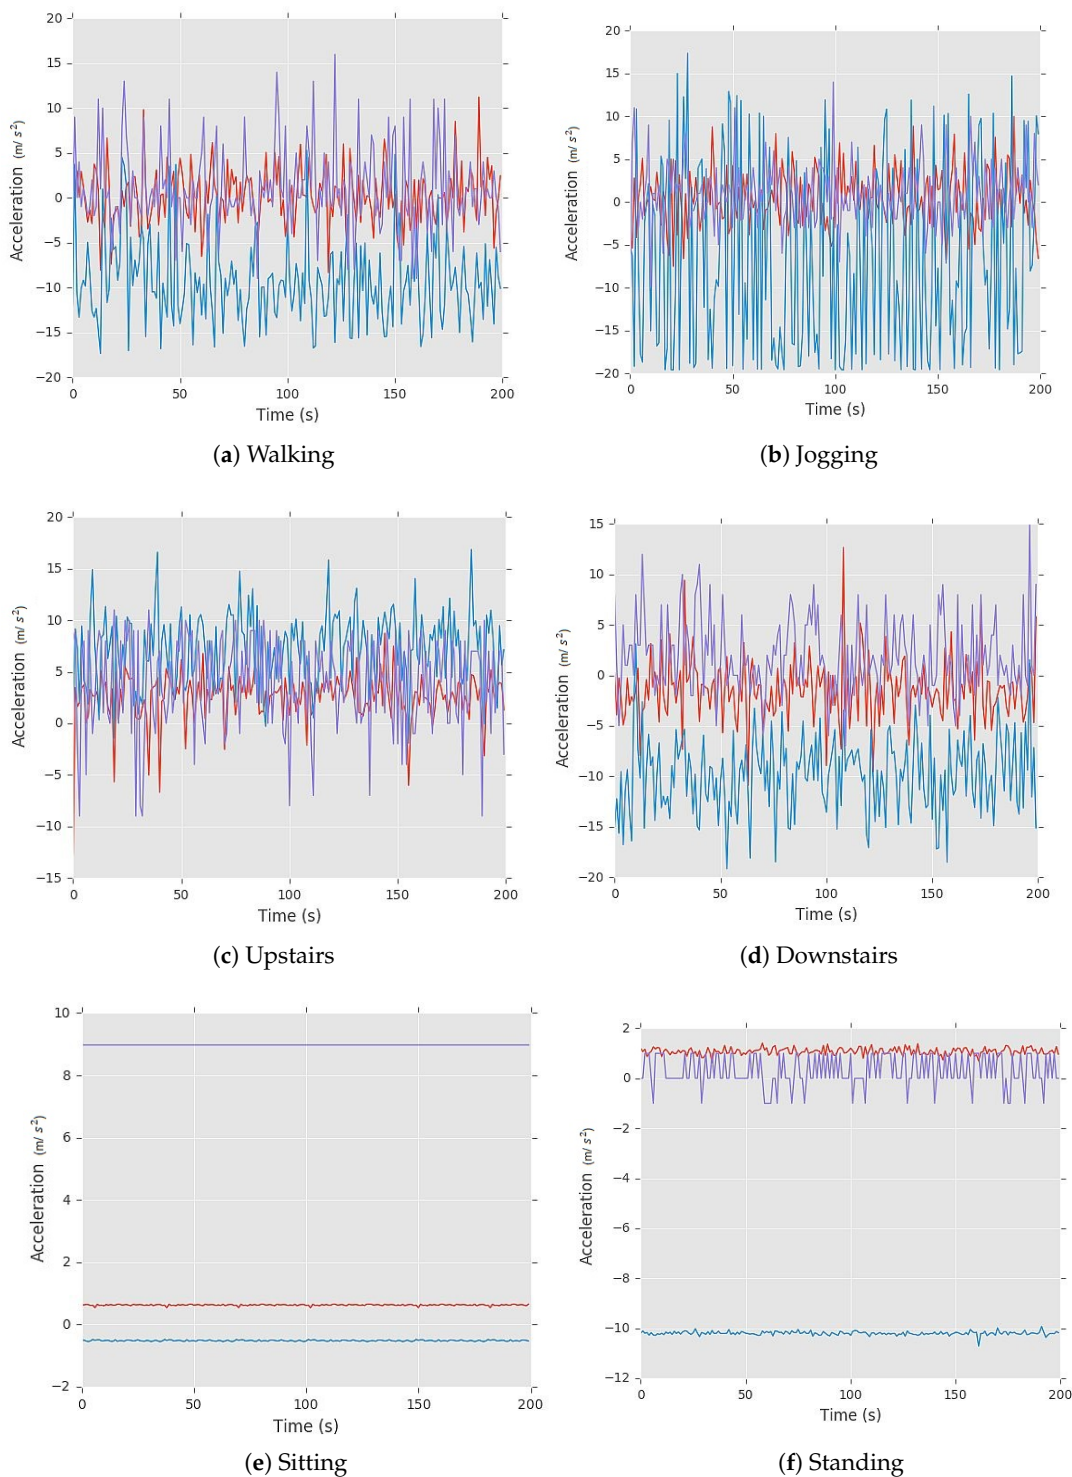 20
15
10
5
0
−5
−10
−15
−20
Acceleration (m/ s²)
0 50 100 150 200
Time (s)
(a) Walking
20
15
10
5
0
−5
−10
−15
−20
Acceleration (m/ s²)
0 50 100 150 200
Time (s)
(b) Jogging
20
15
10
5
0
−5
−10
−15
Acceleration (m/ s²)
0 50 100 150 200
Time (s)
(c) Upstairs
15
10
5
0
−5
−10
−15
−20
Acceleration (m/ s²)
0 50 100 150 200
Time (s)
(d) Downstairs
10
8
6
4
2
0
−2
Acceleration (m/ s²)
0 50 100 150 200
Time (s)
(e) Sitting
2
0
−2
−4
−6
−8
−10
−12
Acceleration (m/ s²)
0 50 100 150 200
Time (s)
(f) Standing